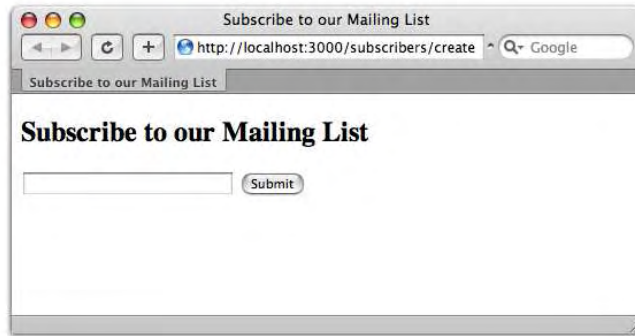 Subscribe to our Mailing List
http://localhost:3000/subscribers/create
Google
Subscribe to our Mailing List
Subscribe to our Mailing List
Submit